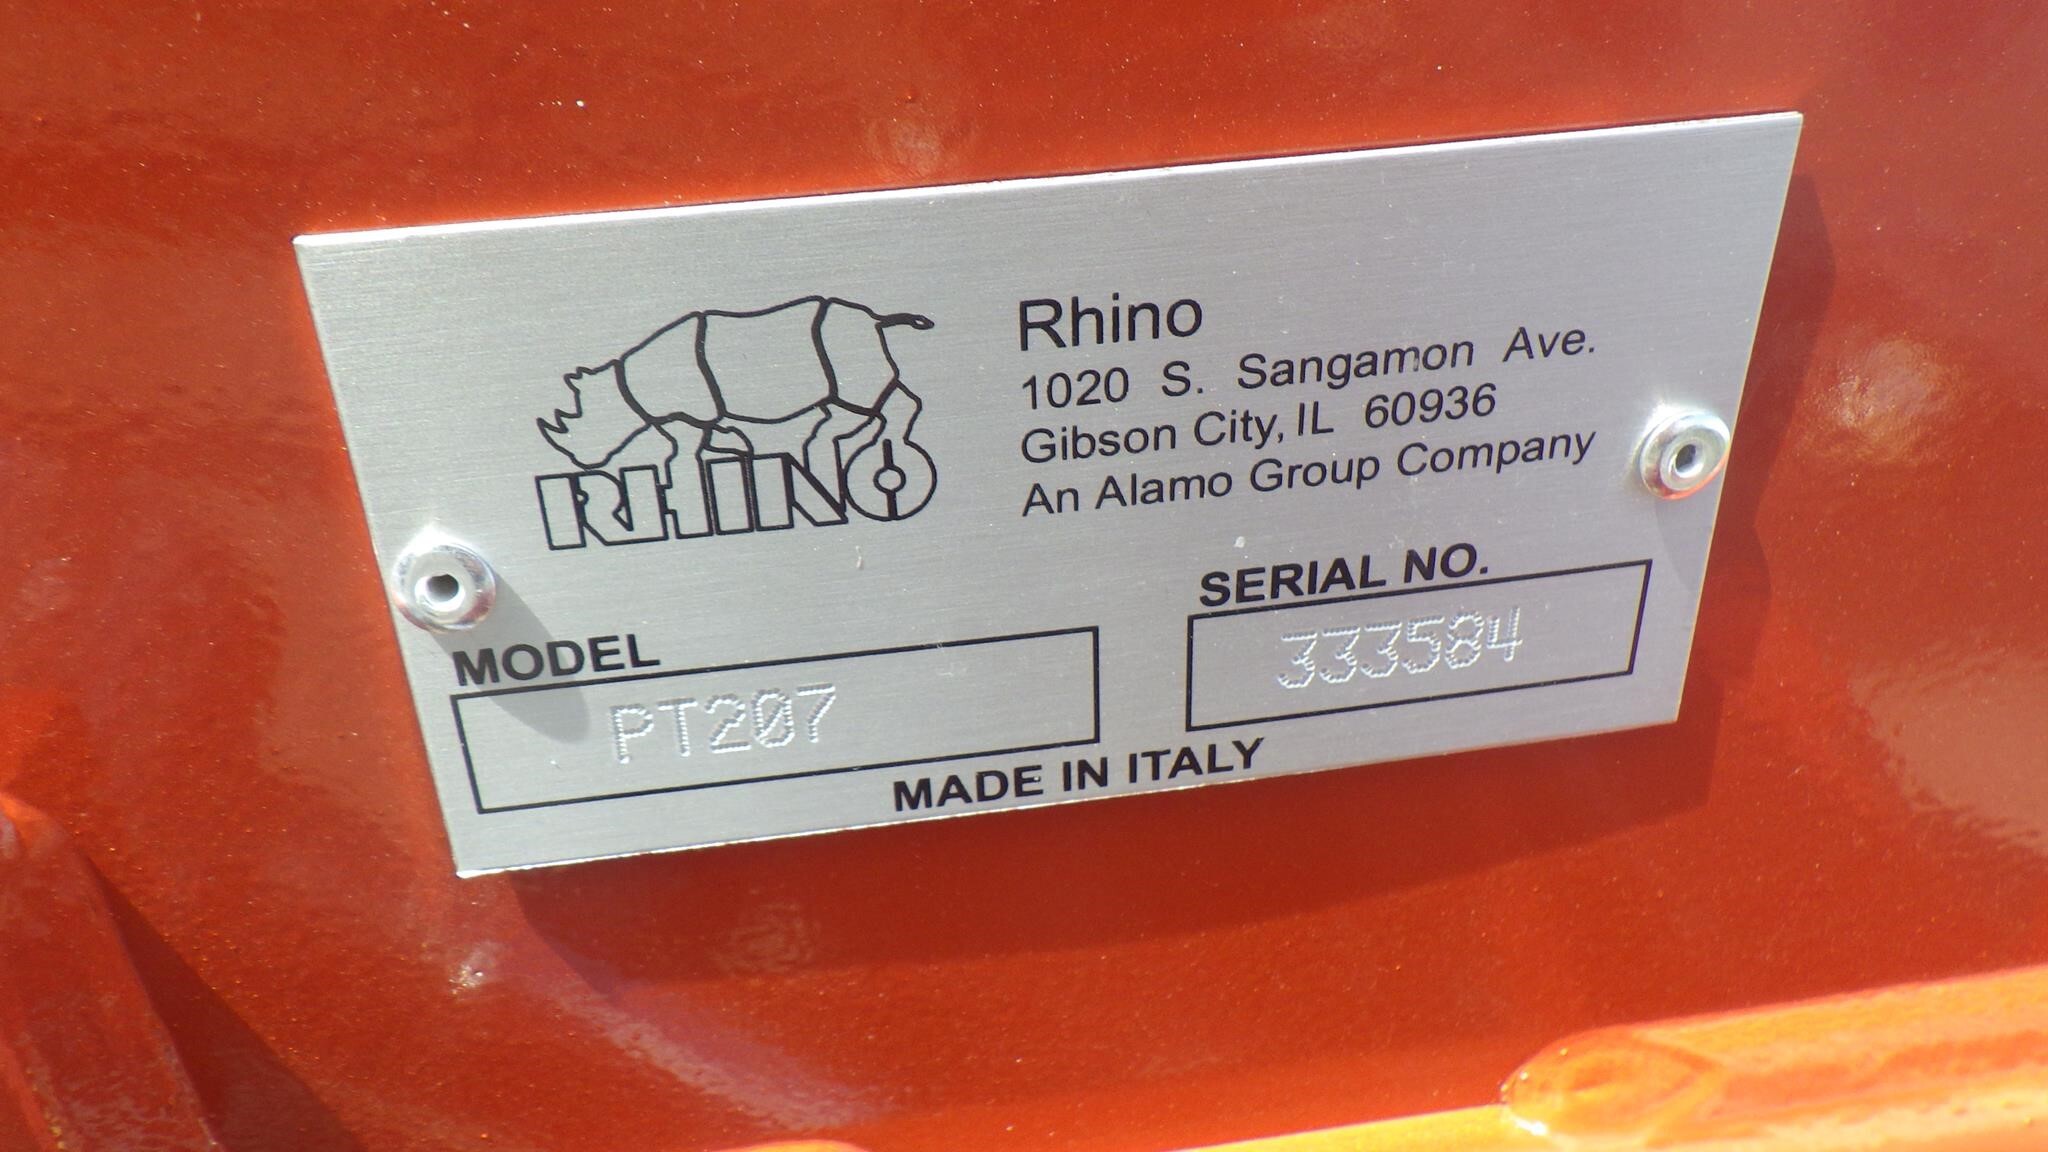 RHINO
Rhino
1020 S. Sangamon Ave.
Gibson City, IL 60936
An Alamo Group Company
SERIAL NO.
333584
MODEL
PT207
MADE IN ITALY